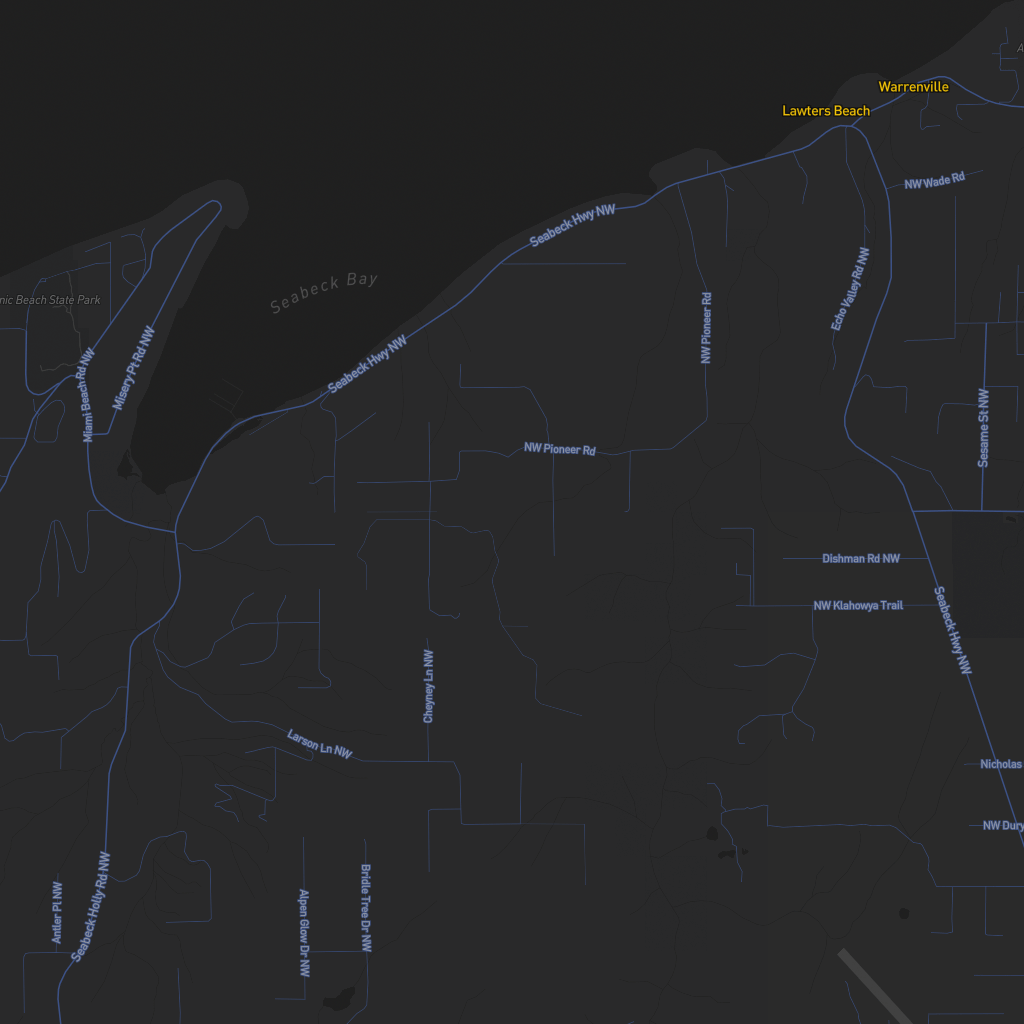 Warrenville
Lawters Beach
NW Wade Rd
Seabeck Hwy NW
Echo Valley Rd NW
Seabeck Bay
nic Beach State Park
NW Pioneer Rd
Misery Pt Rd NW
Seabeck Hwy NW
Miami Beach Rd NW
Sesame St NW
NW Pioneer Rd
Dishman Rd NW
NW Klahowya Trail
Seabeck Hwy NW
Cheyney Ln NW
Larson Ln NW
Nicholas
NW Dury
Seabeck Holly Rd NW
Antler Pl NW
Alpen Glow Dr NW
Bridle Tree Dr NW